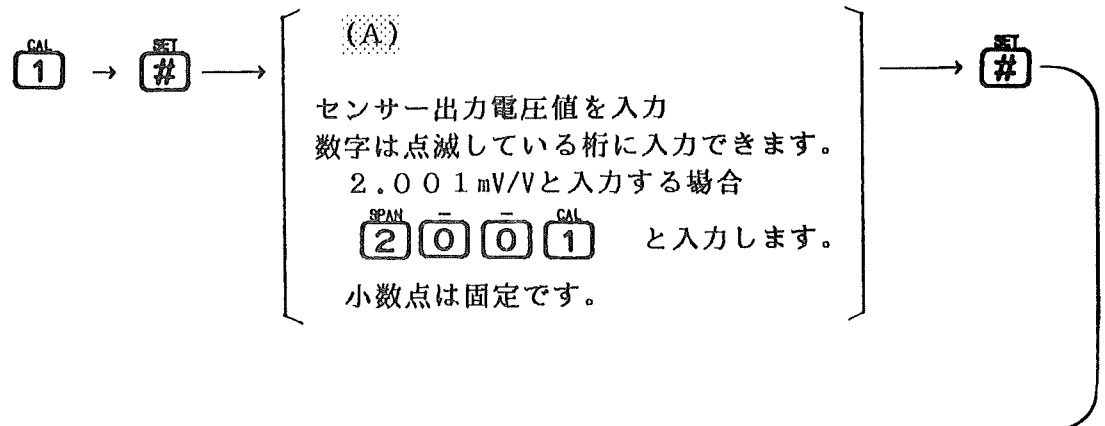 (A)
CAL SET SET
1 → # → → #
センサー出力電圧値を入力
数字は点滅している桁に入力できます。
2.001mV/Vと入力する場合
SPAN - - CAL
2 0 0 1 と入力します。
小数点は固定です。